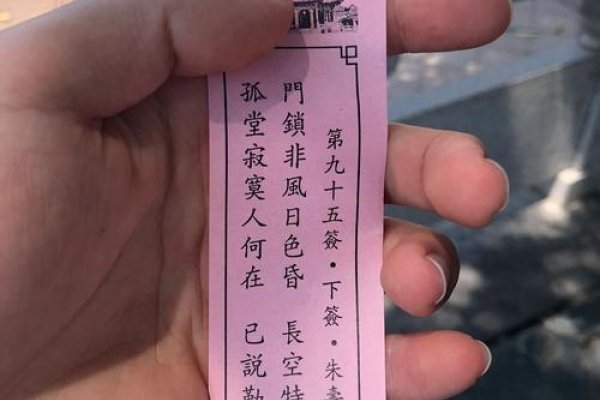 第九十五簽・下簽・朱壽
門鎖非風日色昏 長空特
孤堂寂寞人何在 已説